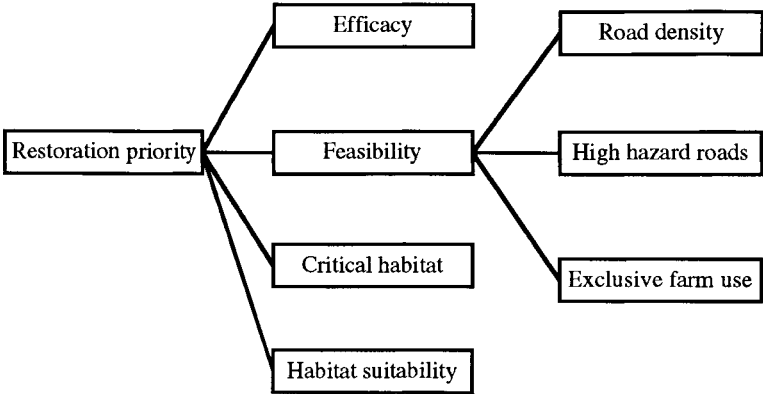 Restoration priority
Efficacy
Feasibility
Critical habitat
Habitat suitability
Road density
High hazard roads
Exclusive farm use